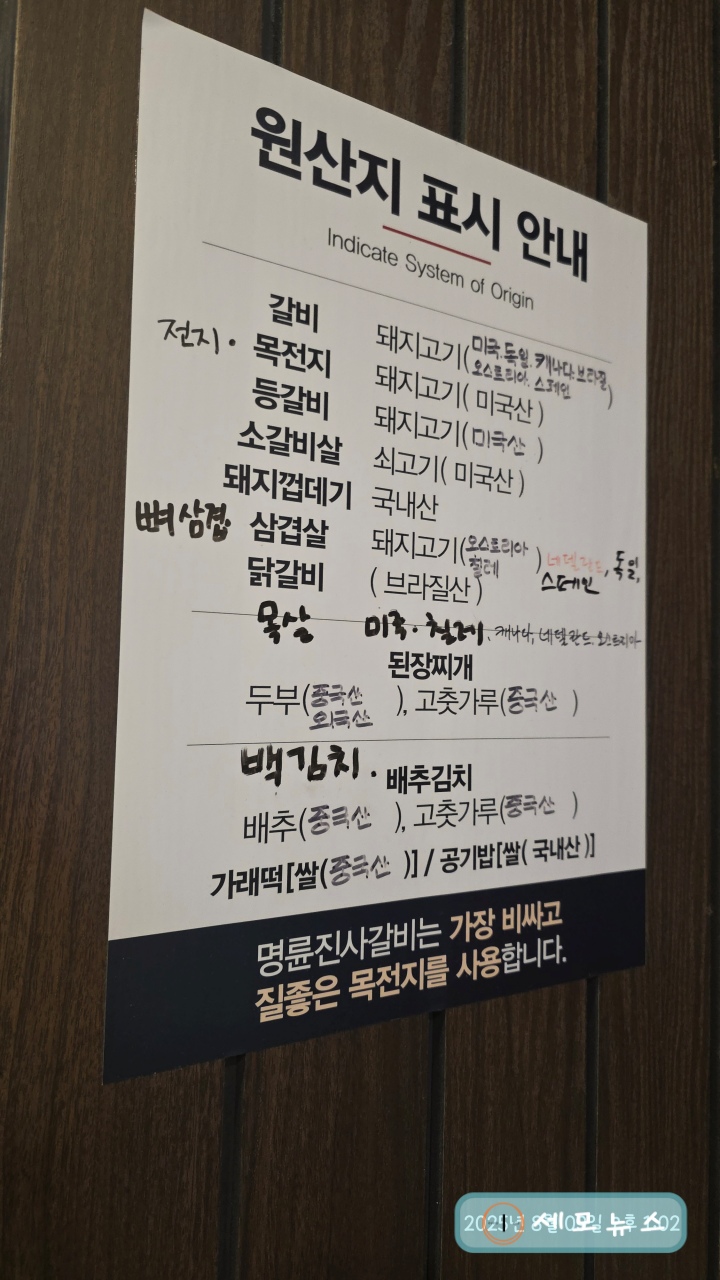 원산지 표시 안내
Indicate System of Origin
갈비 돼지고기(미국.독일.캐나다.브라질 오스트리아.스페인)
전지· 목전지 돼지고기( 미국산 )
등갈비 돼지고기(미국산 )
소갈비살 쇠고기( 미국산 )
돼지껍데기 국내산
뼈삼겹· 삼겹살 돼지고기(오스트리아 칠레 ) 네델란드, 독일, 스페인
닭갈비 ( 브라질산 )
목살 미국·칠레, 캐나다, 네델란드. 오스트리아
된장찌개
두부(중국산 외국산 ), 고춧가루(중국산 )
백김치· 배추김치
배추(중국산 ), 고춧가루(중국산 )
가래떡[쌀(중국산 )] / 공기밥[쌀( 국내산 )]
명륜진사갈비는 가장 비싸고
질좋은 목전지를 사용합니다.
세모뉴스